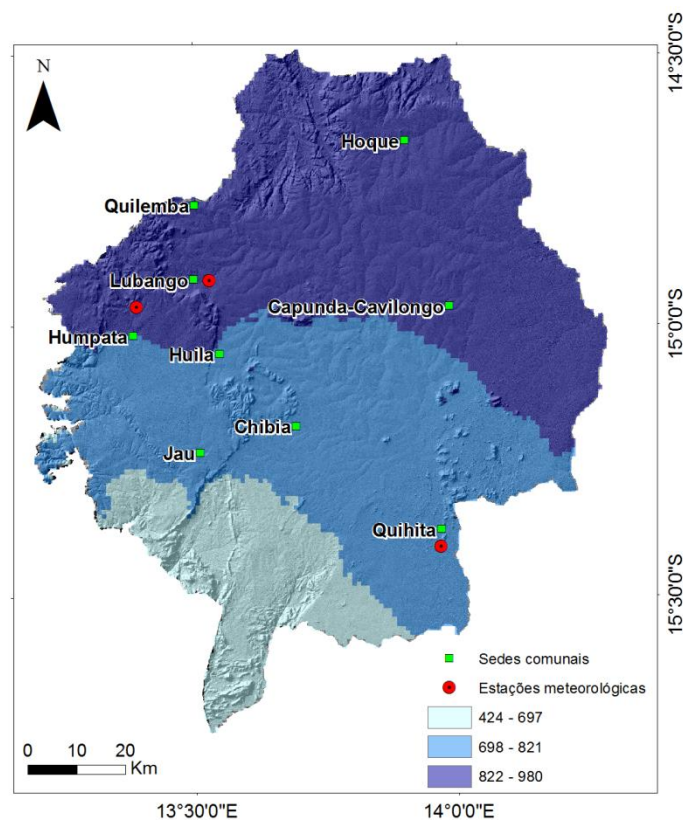 14°30'0"S
N
Hoque
Quilemba
Lubango
Capunda-Cavilongo
15°0'0"S
Humpata
Huila
Chibia
Jau
Quihita
15°30'0"S
Sedes comunais
Estações meteorológicas
424 - 697
698 - 821
822 - 980
0 10 20
Km
13°30'0"E 14°0'0"E